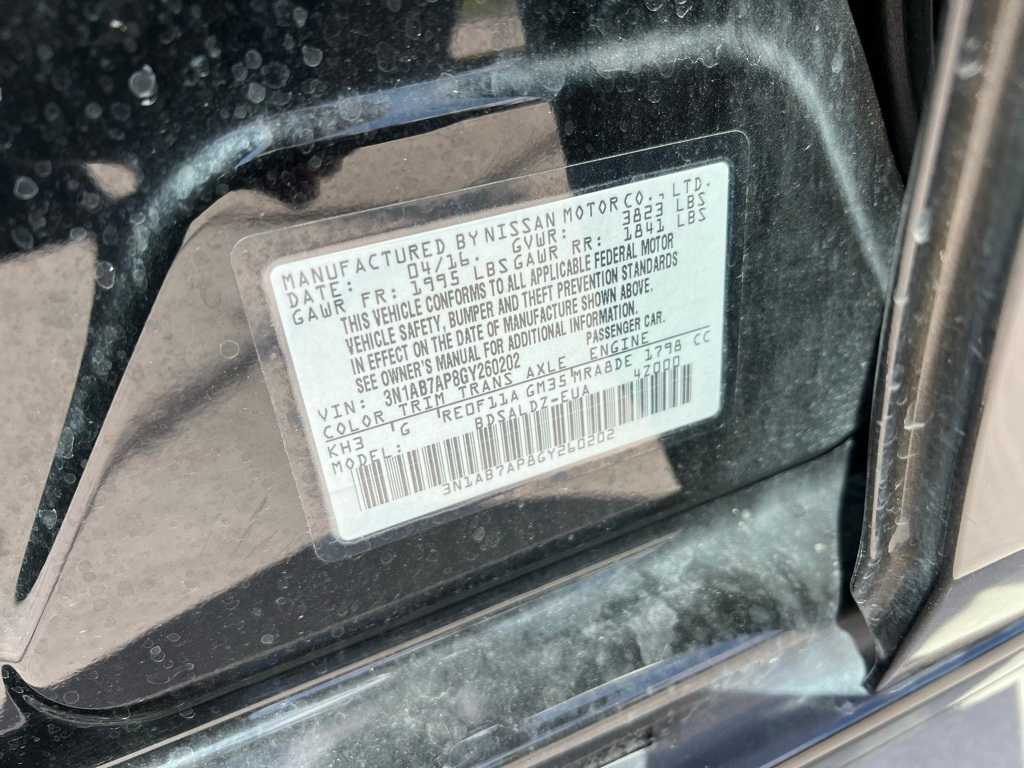 MANUFACTURED BY NISSAN MOTOR CO., LTD.
DATE: 04/16. GVWR: 3823 LBS
GAWR FR: 1995 LBS GAWR RR: 1841 LBS
THIS VEHICLE CONFORMS TO ALL APPLICABLE FEDERAL MOTOR
VEHICLE SAFETY, BUMPER AND THEFT PREVENTION STANDARDS
IN EFFECT ON THE DATE OF MANUFACTURE SHOWN ABOVE.
SEE OWNER'S MANUAL FOR ADDITIONAL INFORMATION.
VIN: 3N1AB7AP8GY260202 PASSENGER CAR.
COLOR TRIM TRANS AXLE ENGINE
KH3 G RE0F11A GM35 MRA8DE 1798 CC
MODEL: BDSALDZ-EUA 47000
3N1AB7AP8GY260202